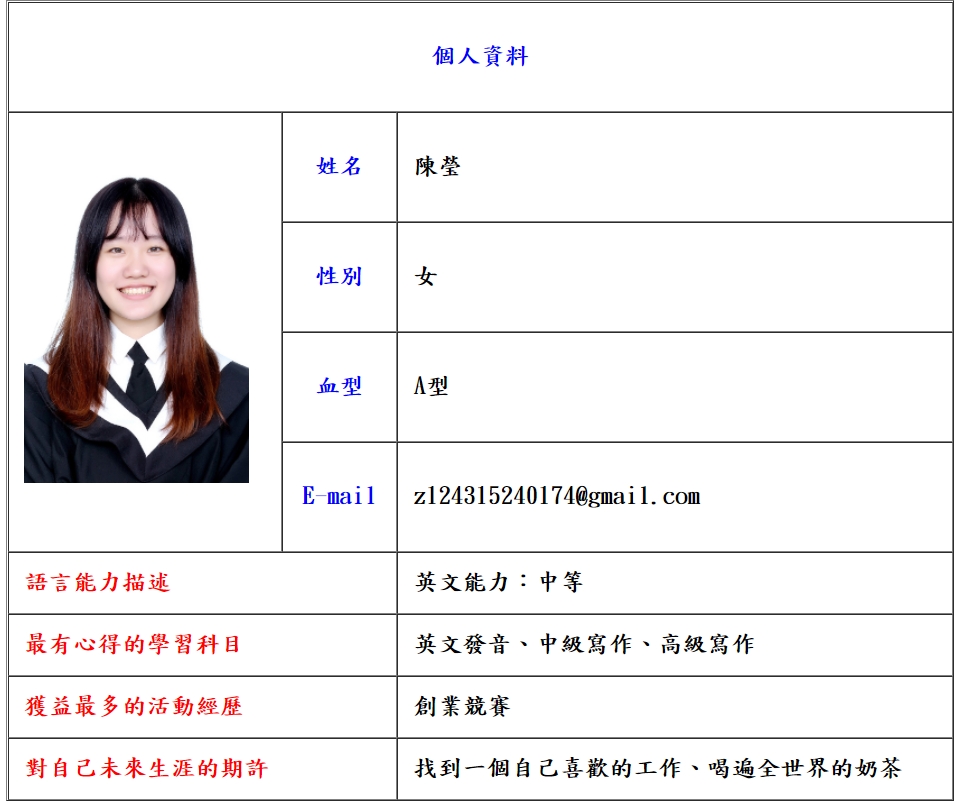 個人資料
姓名 陳瑩
性別 女
血型 A型
E-mail z124315240174@gmail.com
語言能力描述 英文能力：中等
最有心得的學習科目 英文發音、中級寫作、高級寫作
獲益最多的活動經歷 創業競賽
對自己未來生涯的期許 找到一個自己喜歡的工作、喝遍全世界的奶茶